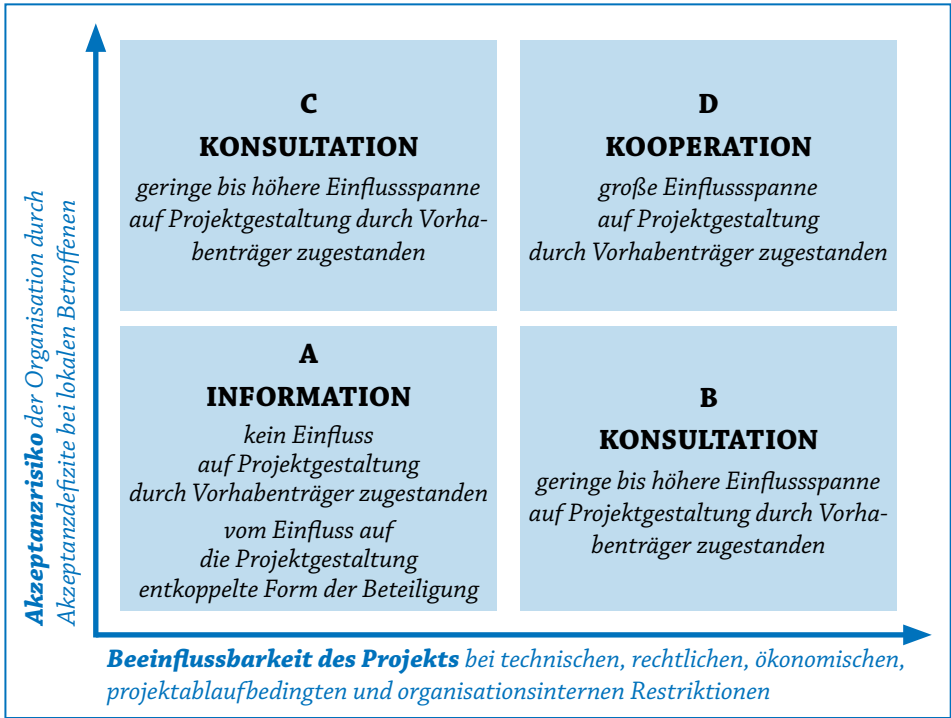 C
KONSULTATION
geringe bis höhere Einflussspanne
auf Projektgestaltung durch Vorha-
benträger zugestanden
D
KOOPERATION
große Einflussspanne
auf Projektgestaltung
durch Vorhabenträger zugestanden
A
INFORMATION
kein Einfluss
auf Projektgestaltung
durch Vorhabenträger zugestanden
vom Einfluss auf
die Projektgestaltung
entkoppelte Form der Beteiligung
B
KONSULTATION
geringe bis höhere Einflussspanne
auf Projektgestaltung durch Vorha-
benträger zugestanden
Akzeptanzrisiko der Organisation durch
Akzeptanzdefizite bei lokalen Betroffenen
Beeinflussbarkeit des Projekts bei technischen, rechtlichen, ökonomischen,
projektablaufbedingten und organisationsinternen Restriktionen